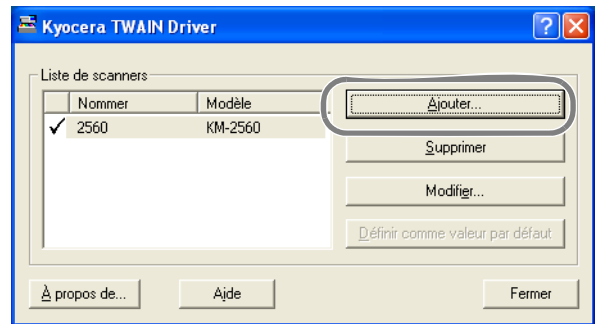 Kyocera TWAIN Driver
Liste de scanners
Nommer Modèle
2560 KM-2560
Ajouter...
Supprimer
Modifier...
Définir comme valeur par défaut
À propos de... Aide Fermer